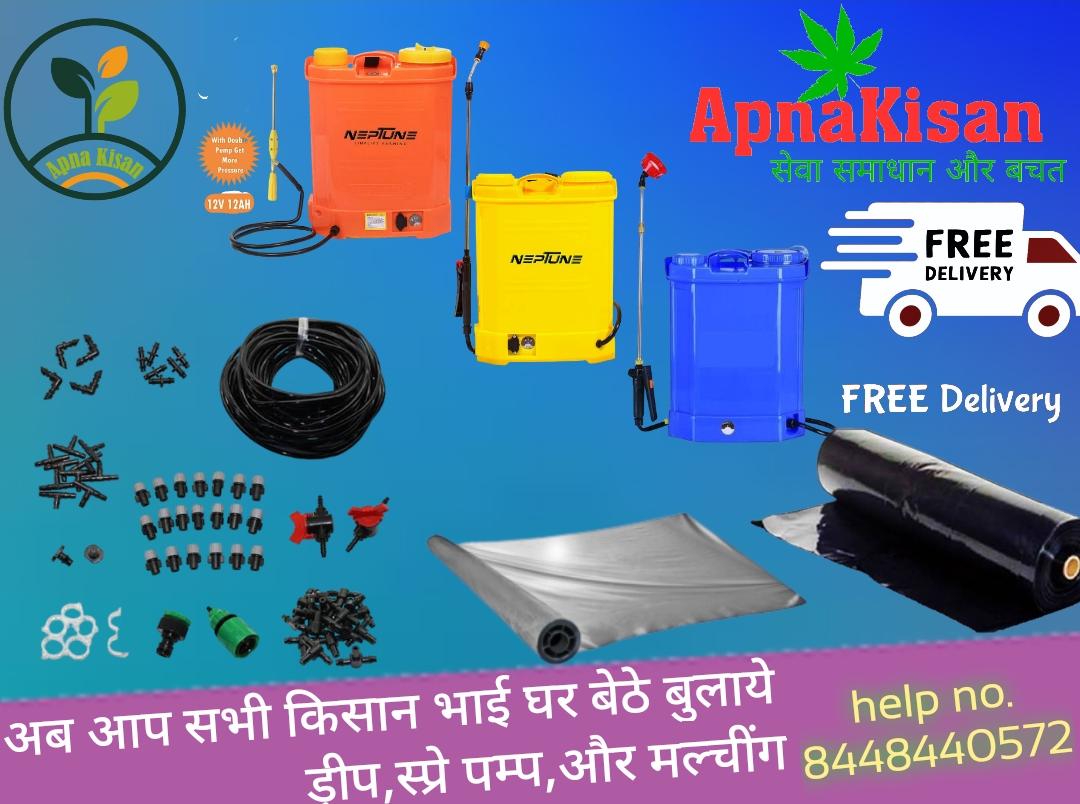 Apna Kisan
With Doub
Pump Get
More
Pressure
12V 12AH
NEPTUNE
SIMPLIFY FARMING
NEPTUNE
ApnaKisan
सेवा समाधान और बचत
FREE
DELIVERY
FREE Delivery
अब आप सभी किसान भाई घर बेठे बुलाये
ड्रीप,स्प्रे पम्प,और मल्चींग
help no.
8448440572